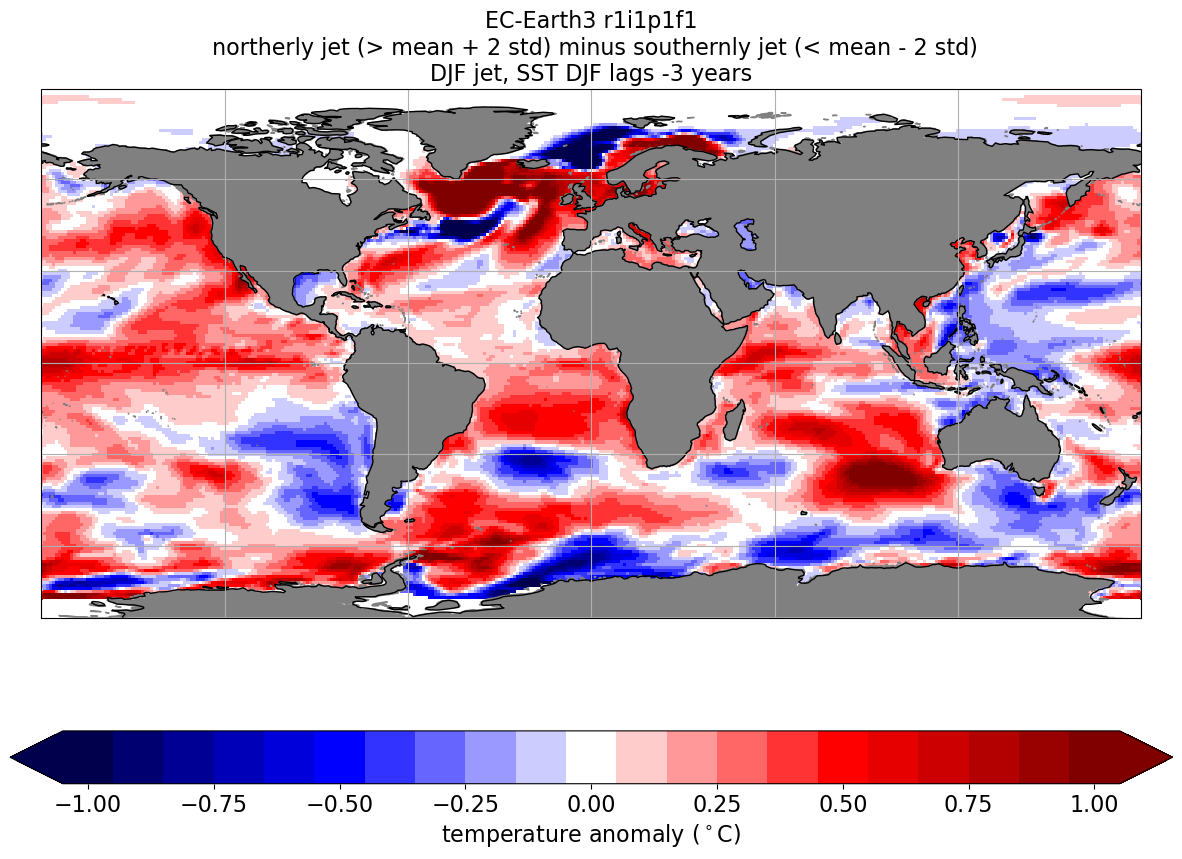 EC-Earth3 r1i1p1f1
northerly jet (> mean + 2 std) minus southernly jet (< mean - 2 std)
DJF jet, SST DJF lags -3 years
−1.00 −0.75 −0.50 −0.25 0.00 0.25 0.50 0.75 1.00
temperature anomaly (°C)